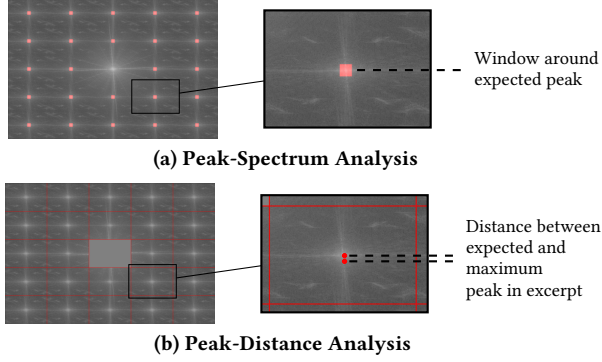 Window around
expected peak
(a) Peak-Spectrum Analysis
Distance between
expected and
maximum
peak in excerpt
(b) Peak-Distance Analysis